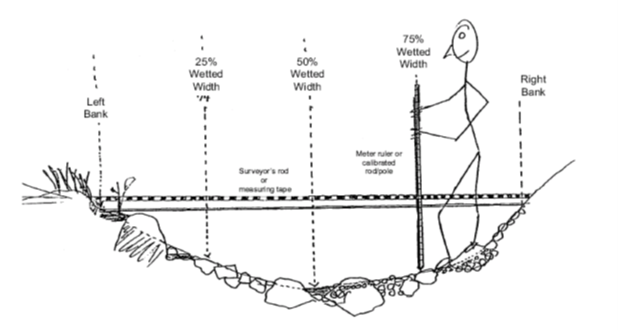 Left
Bank
25%
Wetted
Width
50%
Wetted
Width
75%
Wetted
Width
Right
Bank
Surveyor's rod
or
measuring tape
Meter ruler or
calibrated
rod/pole